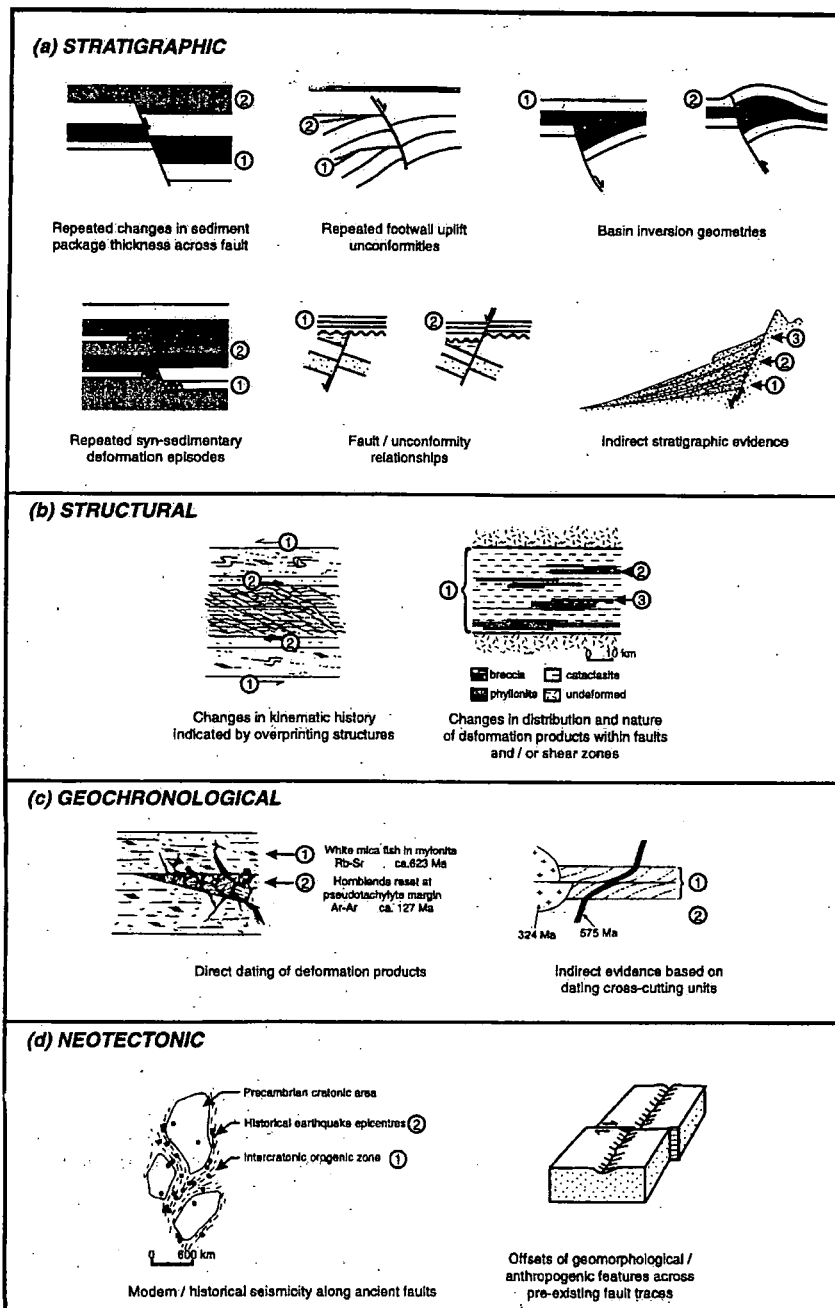 (a) STRATIGRAPHIC
②
①
②
①
①
②
Repeated changes in sediment
package thickness across fault
Repeated footwall uplift
unconformities
Basin inversion geometries
②
①
①
②
③
②
①
Repeated syn-sedimentary
deformation episodes
Fault / unconformity
relationships
Indirect stratigraphic evidence
(b) STRUCTURAL
①
②
②
①
①
②
③
0 10 km
breccia cataclasite
phyllonite undeformed
Changes in kinematic history
indicated by overprinting structures
Changes in distribution and nature
of deformation products within faults
and / or shear zones
(c) GEOCHRONOLOGICAL
① White mica fish in mylonite
Rb-Sr ca.623 Ma
② Hornblende reset at
pseudotachylyte margin
Ar-Ar ca. 127 Ma
①
②
324 Ma 575 Ma
Direct dating of deformation products
Indirect evidence based on
dating cross-cutting units
(d) NEOTECTONIC
Precambrian cratonic area
Historical earthquake epicentres ②
Intercratonic orogenic zone ①
0 600 km
Modern / historical seismicity along ancient faults
Offsets of geomorphological /
anthropogenic features across
pre-existing fault traces